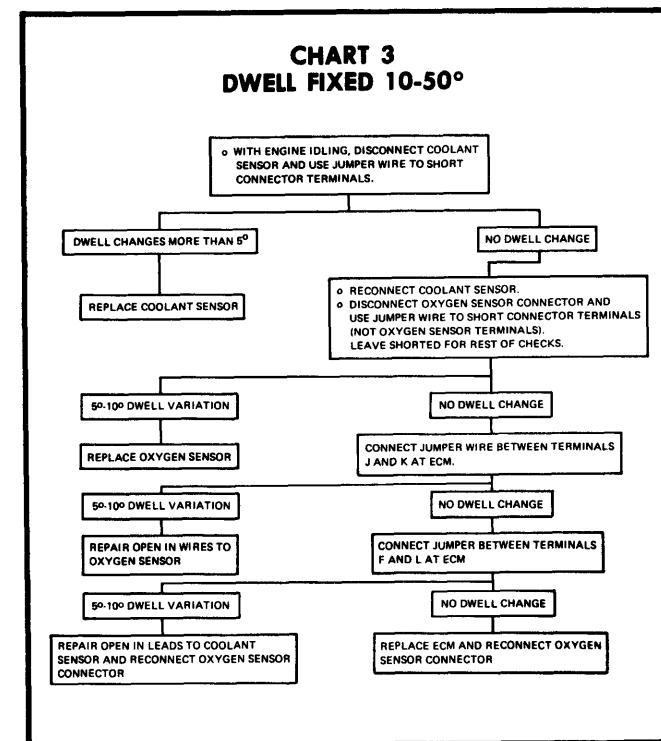 CHART 3
DWELL FIXED 10-50°
o WITH ENGINE IDLING, DISCONNECT COOLANT
SENSOR AND USE JUMPER WIRE TO SHORT
CONNECTOR TERMINALS.
DWELL CHANGES MORE THAN 5°
NO DWELL CHANGE
REPLACE COOLANT SENSOR
o RECONNECT COOLANT SENSOR.
o DISCONNECT OXYGEN SENSOR CONNECTOR AND
USE JUMPER WIRE TO SHORT CONNECTOR TERMINALS
(NOT OXYGEN SENSOR TERMINALS).
LEAVE SHORTED FOR REST OF CHECKS.
5°-10° DWELL VARIATION
NO DWELL CHANGE
REPLACE OXYGEN SENSOR
CONNECT JUMPER WIRE BETWEEN TERMINALS
J AND K AT ECM.
5°-10° DWELL VARIATION
NO DWELL CHANGE
REPAIR OPEN IN WIRES TO
OXYGEN SENSOR
CONNECT JUMPER BETWEEN TERMINALS
F AND L AT ECM
5°-10° DWELL VARIATION
NO DWELL CHANGE
REPAIR OPEN IN LEADS TO COOLANT
SENSOR AND RECONNECT OXYGEN SENSOR
CONNECTOR
REPLACE ECM AND RECONNECT OXYGEN
SENSOR CONNECTOR